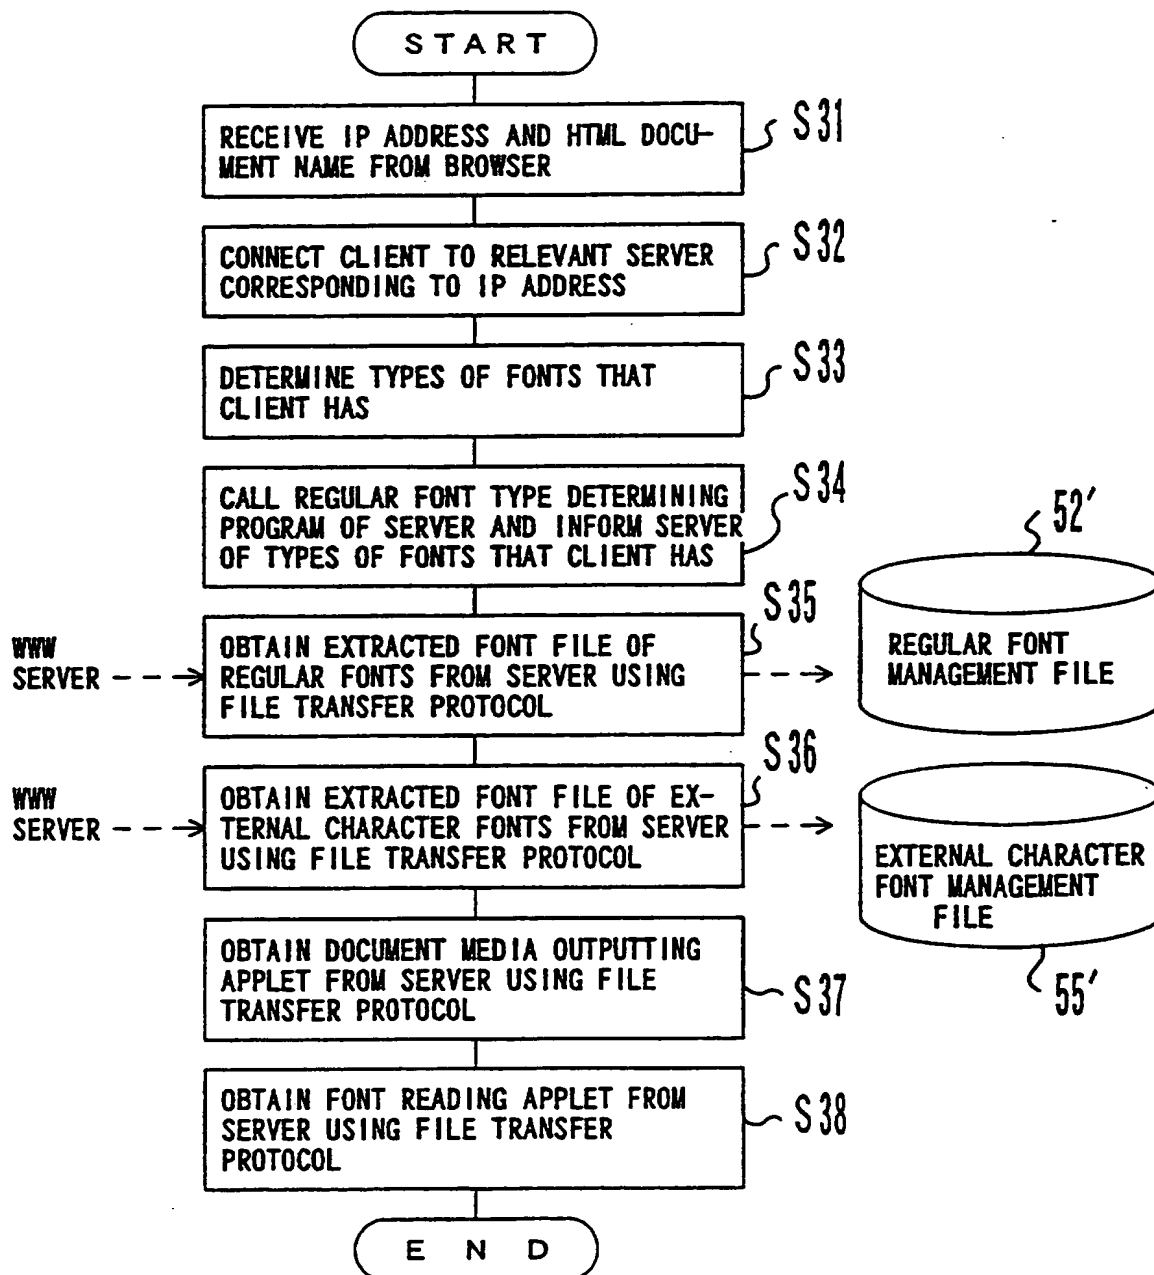 START
RECEIVE IP ADDRESS AND HTML DOCU-
MENT NAME FROM BROWSER
S31
CONNECT CLIENT TO RELEVANT SERVER
CORRESPONDING TO IP ADDRESS
S32
DETERMINE TYPES OF FONTS THAT
CLIENT HAS
S33
CALL REGULAR FONT TYPE DETERMINING
PROGRAM OF SERVER AND INFORM SERVER
OF TYPES OF FONTS THAT CLIENT HAS
S34
WWW
SERVER
OBTAIN EXTRACTED FONT FILE OF
REGULAR FONTS FROM SERVER USING
FILE TRANSFER PROTOCOL
S35
52'
REGULAR FONT
MANAGEMENT FILE
WWW
SERVER
OBTAIN EXTRACTED FONT FILE OF EX-
TERNAL CHARACTER FONTS FROM SERVER
USING FILE TRANSFER PROTOCOL
S36
EXTERNAL CHARACTER
FONT MANAGEMENT
FILE
55'
OBTAIN DOCUMENT MEDIA OUTPUTTING
APPLET FROM SERVER USING FILE
TRANSFER PROTOCOL
S37
OBTAIN FONT READING APPLET FROM
SERVER USING FILE TRANSFER
PROTOCOL
S38
END